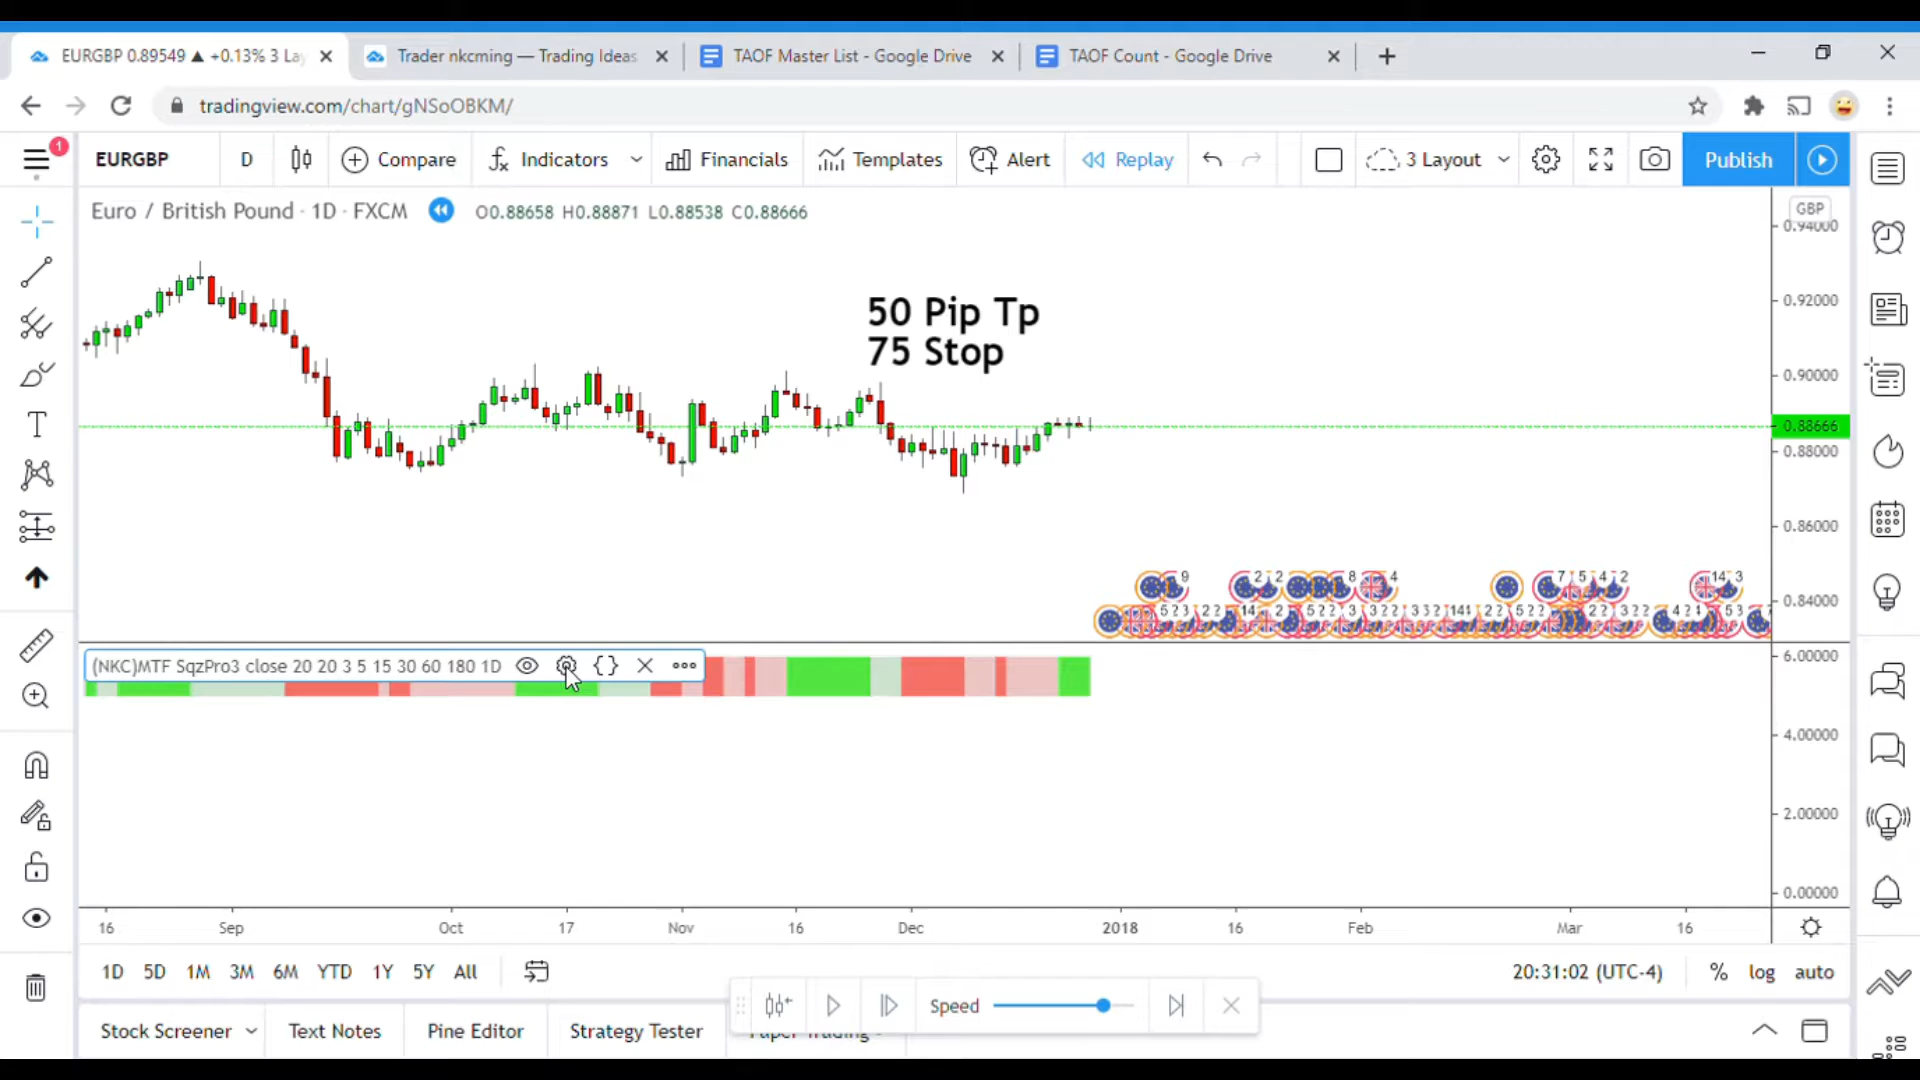 EURGBP 0.89549 ▲ +0.13% 3 La
Trader nkcming — Trading Ideas
TAOF Master List - Google Drive
TAOF Count - Google Drive
tradingview.com/chart/gNSoOBKM/
1
EURGBP
D
Compare
Indicators
Financials
Templates
Alert
Replay
3 Layout
Publish
Euro / British Pound · 1D · FXCM
O0.88658 H0.88871 L0.88538 C0.88666
GBP
0.94000
50 Pip Tp
75 Stop
0.92000
0.90000
0.88666
0.88000
0.86000
0.84000
(NKC)MTF SqzPro3 close 20 20 3 5 15 30 60 180 1D
6.00000
4.00000
2.00000
0.00000
16 Sep Oct 17 Nov 16 Dec 2018 16 Feb Mar 16
1D 5D 1M 3M 6M YTD 1Y 5Y All
20:31:02 (UTC-4)
% log auto
Speed
Stock Screener
Text Notes
Pine Editor
Strategy Tester
Paper Trading